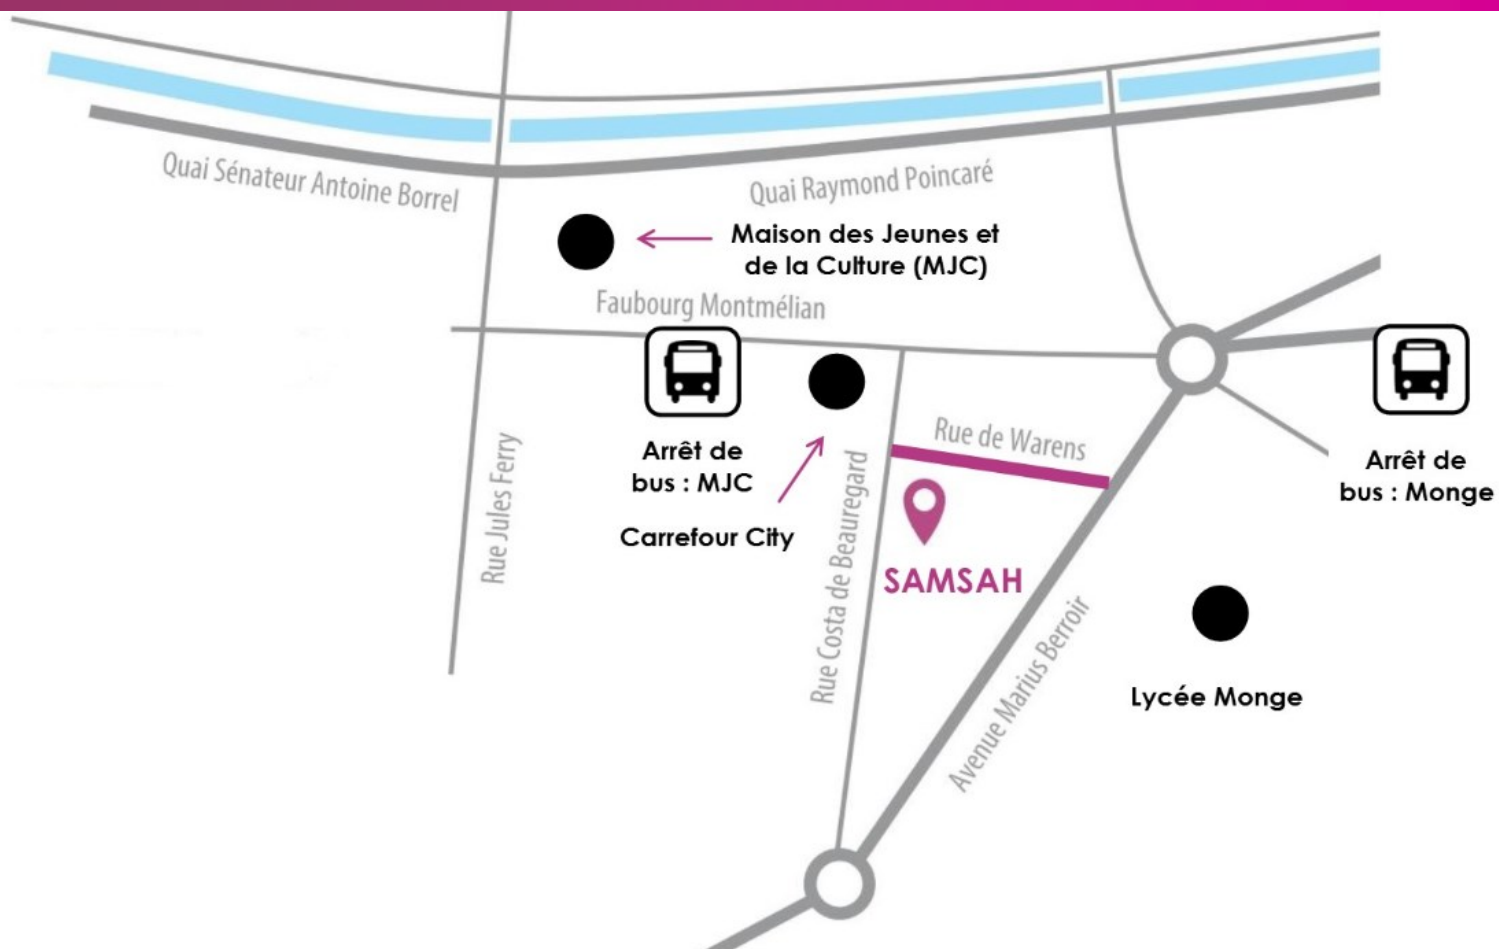 Quai Sénateur Antoine Borrel
Quai Raymond Poincaré
Maison des Jeunes et
de la Culture (MJC)
Faubourg Montmélian
Rue de Warens
Arrêt de
bus : MJC
Arrêt de
bus : Monge
Rue Jules Ferry
Carrefour City
Rue Costa de Beauregard
SAMSAH
Avenue Marius Berroir
Lycée Monge